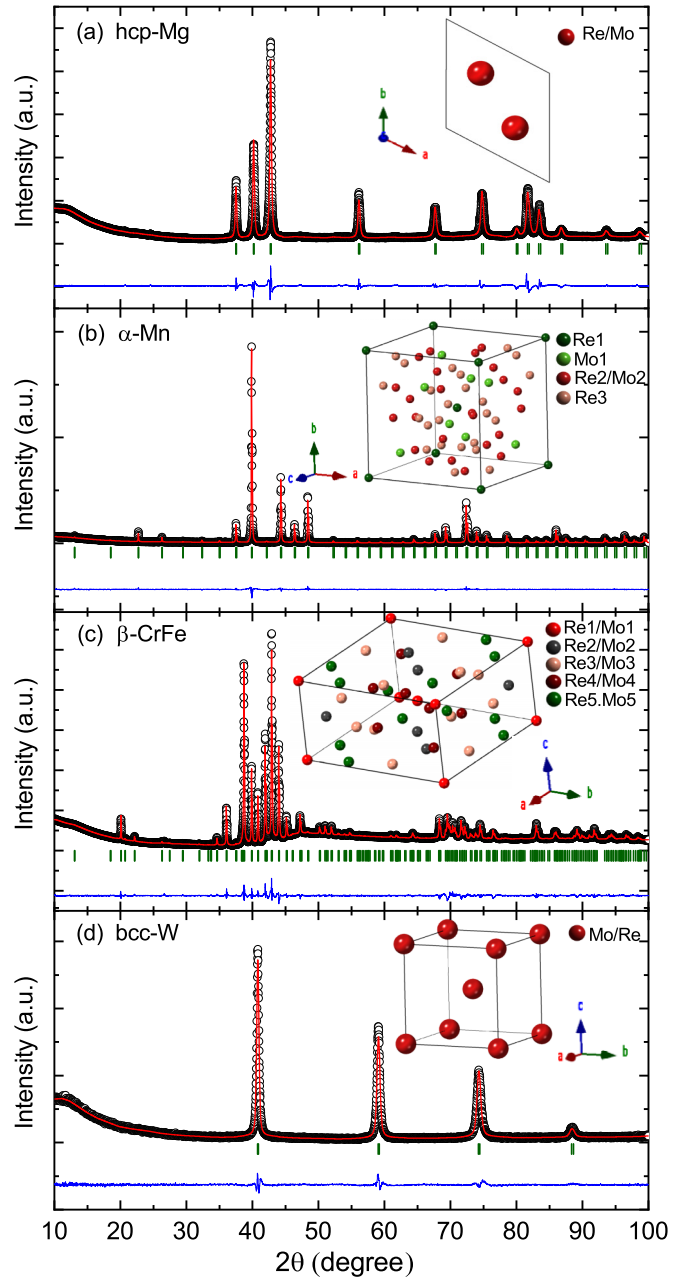 (a) hcp-Mg
Re/Mo
b
c
a
Intensity (a.u.)
(b) α-Mn
Re1
Mo1
Re2/Mo2
Re3
b
c
a
Intensity (a.u.)
(c) β-CrFe
Re1/Mo1
Re2/Mo2
Re3/Mo3
Re4/Mo4
Re5.Mo5
c
a
b
Intensity (a.u.)
(d) bcc-W
Mo/Re
c
a
b
Intensity (a.u.)
10 20 30 40 50 60 70 80 90 100
2θ (degree)